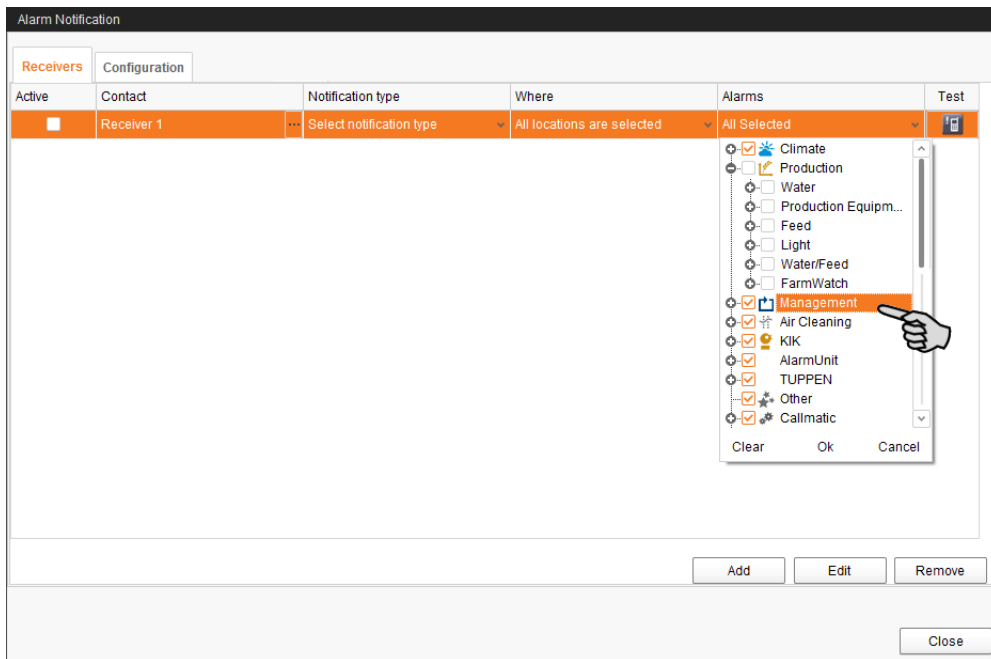 Alarm Notification
Receivers Configuration
Active Contact Notification type Where Alarms Test
Receiver 1 ... Select notification type All locations are selected All Selected
Climate
Production
Water
Production Equipm...
Feed
Light
Water/Feed
FarmWatch
Management
Air Cleaning
KIK
AlarmUnit
TUPPEN
Other
Callmatic
Clear Ok Cancel
Add Edit Remove
Close